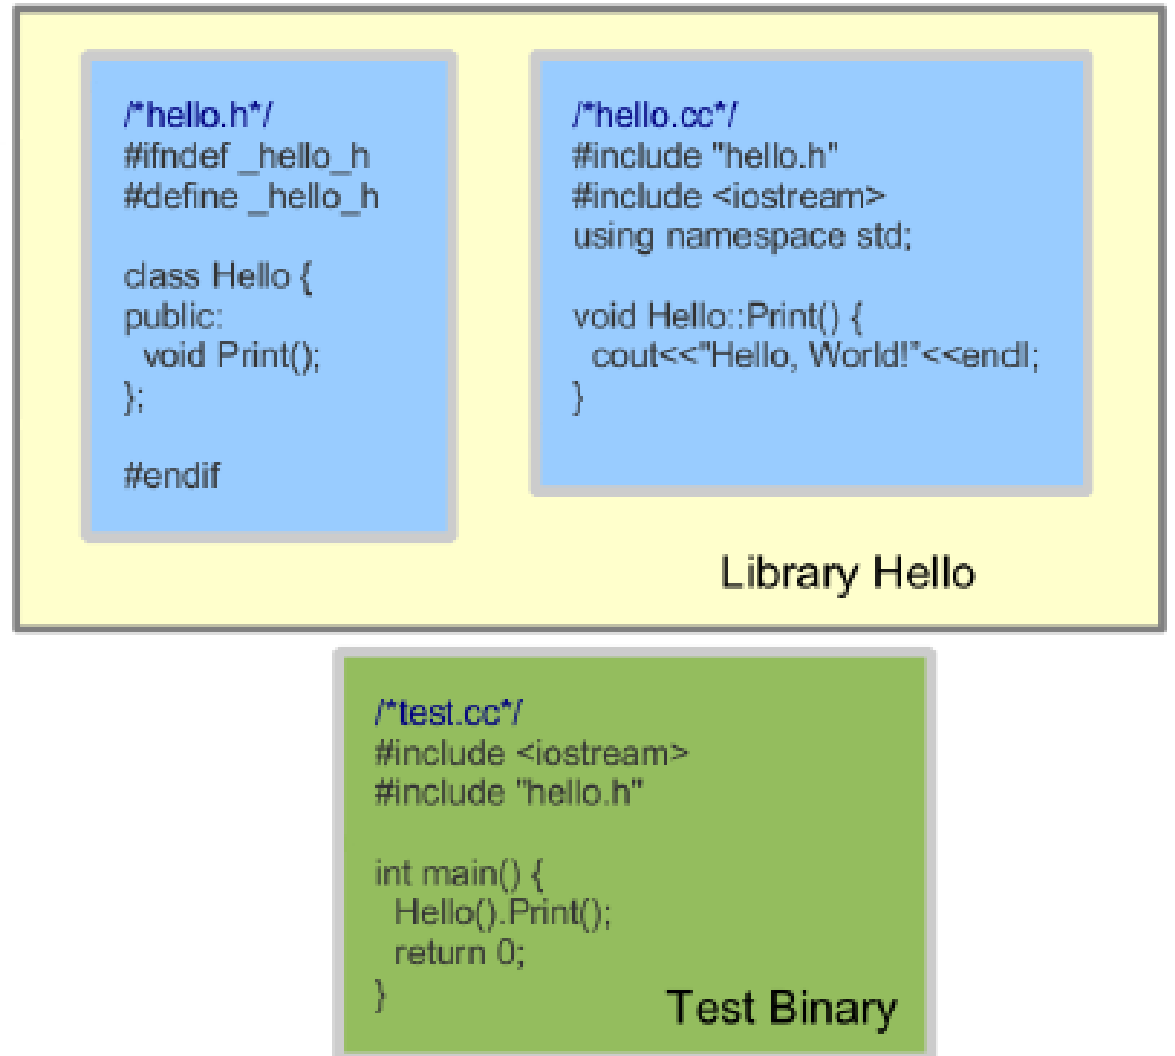 /*hello.h*/
#ifndef _hello_h
#define _hello_h
class Hello {
public:
void Print();
};
#endif
/*hello.cc*/
#include "hello.h"
#include <iostream>
using namespace std;
void Hello::Print() {
cout<<"Hello, World!”<<endl;
}
Library Hello
/*test.cc*/
#include <iostream>
#include "hello.h"
int main() {
Hello().Print();
return 0;
}
Test Binary